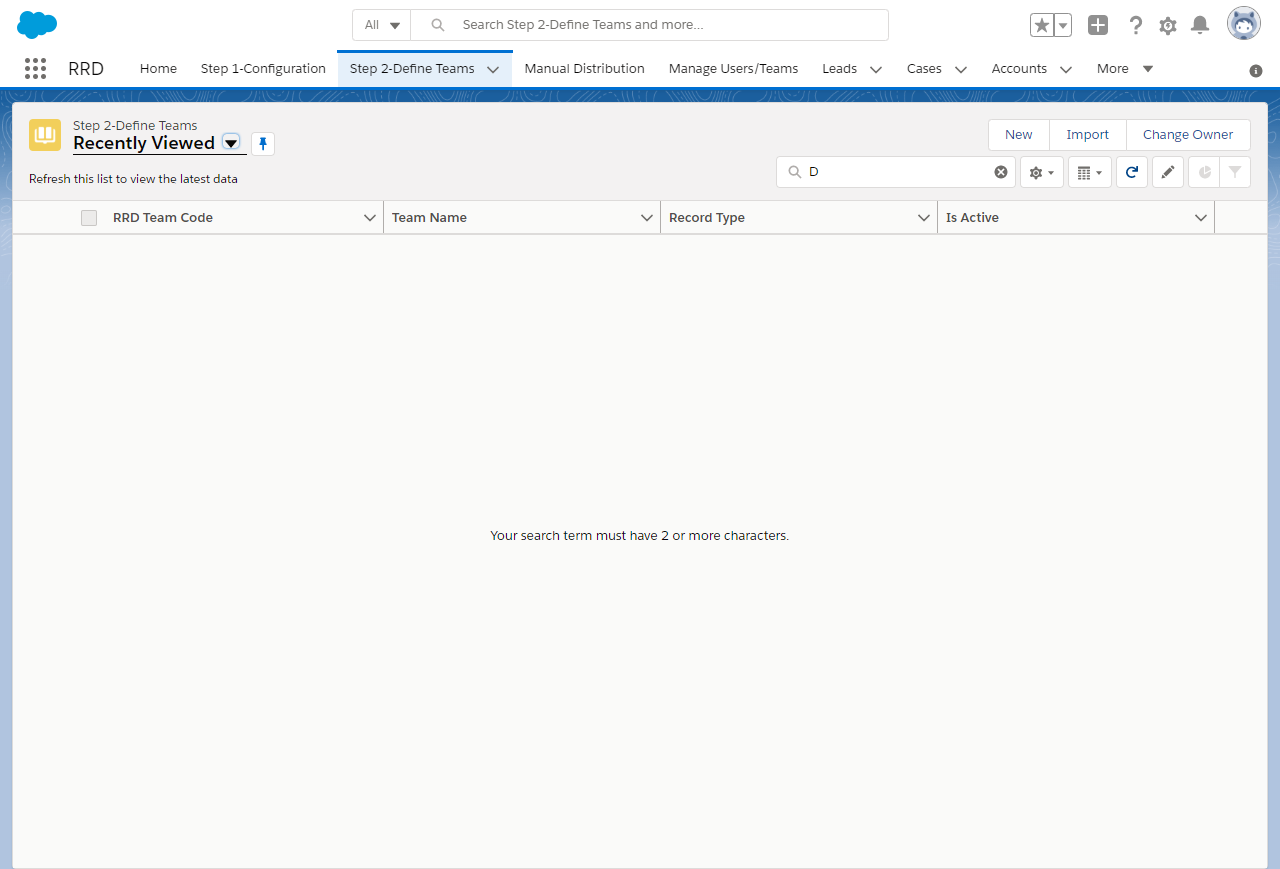 All
Search Step 2-Define Teams and more...
RRD
Home
Step 1-Configuration
Step 2-Define Teams
Manual Distribution
Manage Users/Teams
Leads
Cases
Accounts
More
Step 2-Define Teams
Recently Viewed
New
Import
Change Owner
Refresh this list to view the latest data
D
RRD Team Code
Team Name
Record Type
Is Active
Your search term must have 2 or more characters.